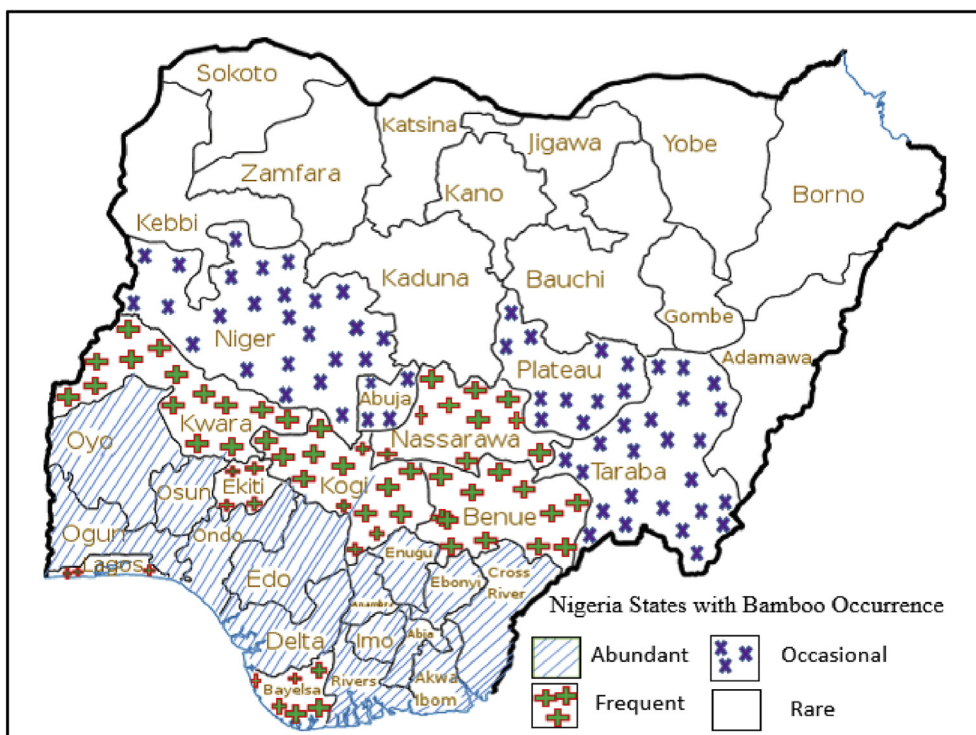 Sokoto
Katsina
Jigawa
Yobe
Zamfara
Kano
Borno
Kebbi
Kaduna
Bauchi
Gombe
Niger
Adamawa
Plateau
Abuja
Kwara
Nassarawa
Oyo
Taraba
Osun
Ekiti
Kogi
Benue
Ogun
Ondo
Enugu
Lagos
Edo
Ebonyi
Cross
River
Anambra
Nigeria States with Bamboo Occurrence
Delta
Imo
Abia
Abundant
Occasional
Bayelsa
Rivers
Akwa
Ibom
Frequent
Rare